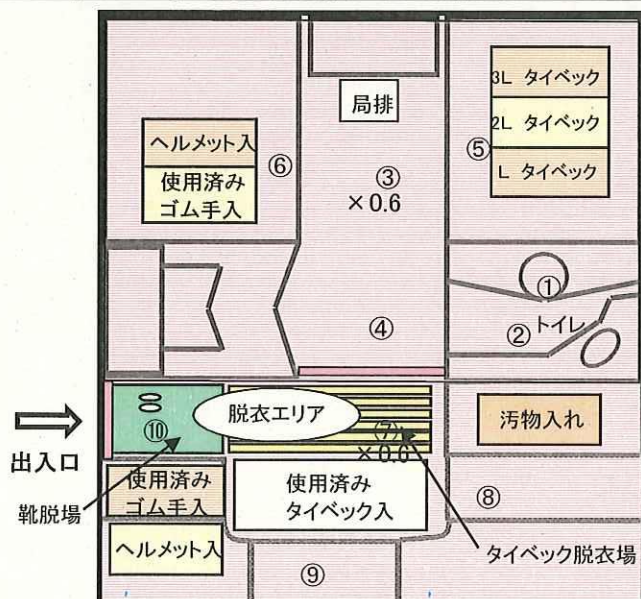 局排
③
×0.6
3L タイベック
2L タイベック
L タイベック
⑤
ヘルメット入
使用済み
ゴム手入
⑥
①
②
トイレ
④
脱衣エリア
⑩
⑦
×0.6
汚物入れ
出入口
靴脱場
使用済み
ゴム手入
使用済み
タイベック入
⑧
ヘルメット入
タイベック脱衣場
⑨